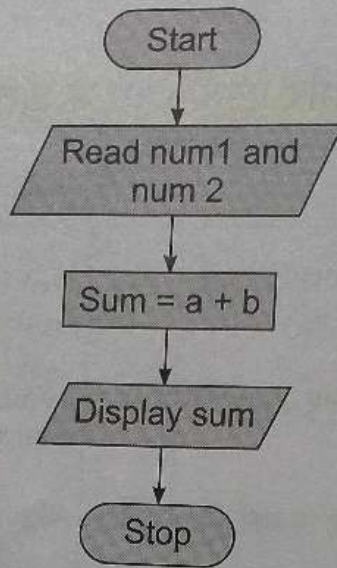 Start
Read num1 and
num 2
Sum = a + b
Display sum
Stop